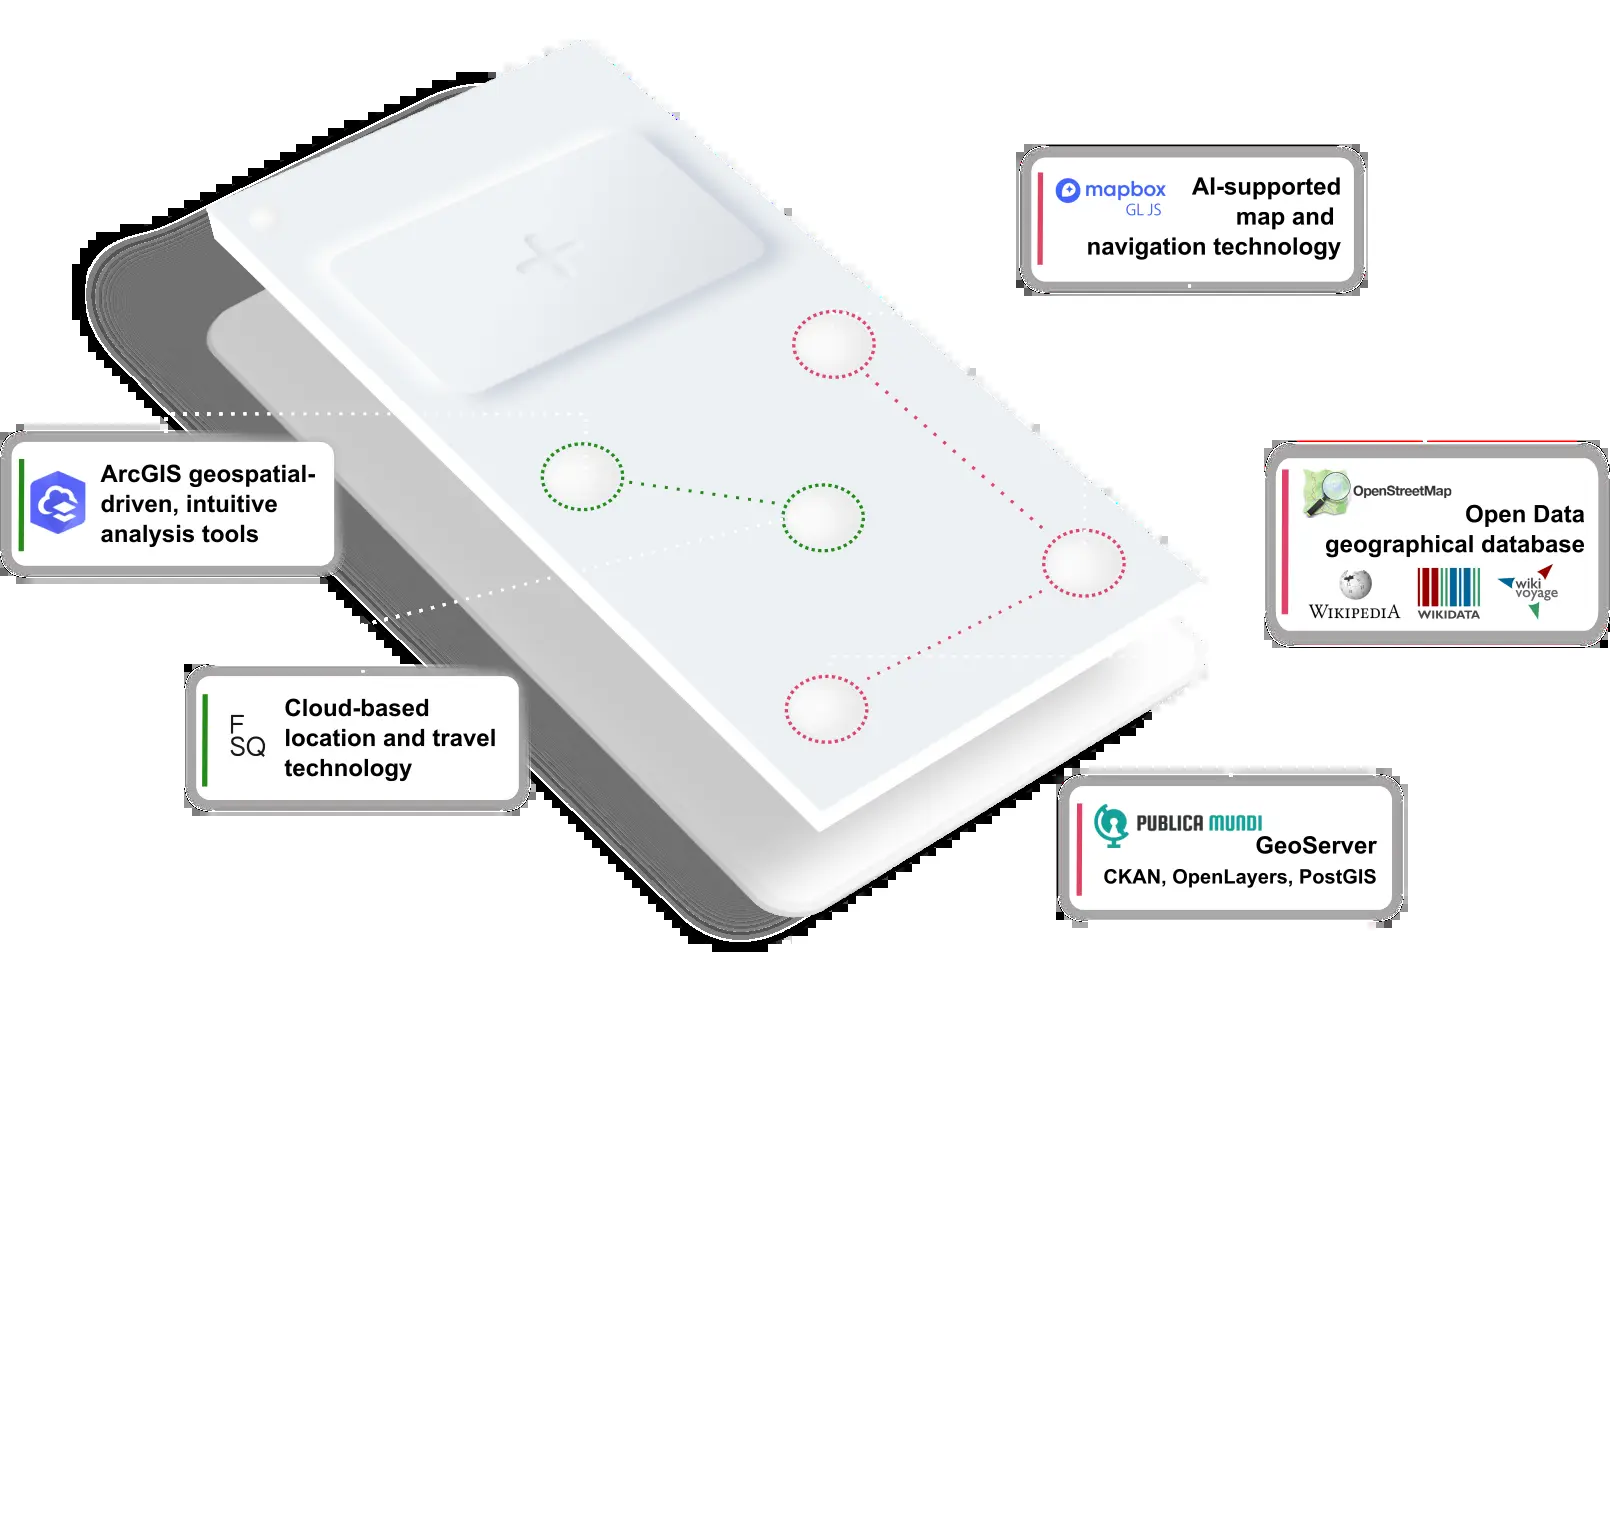 mapbox
GL JS
AI-supported
map and
navigation technology
ArcGIS geospatial-
driven, intuitive
analysis tools
OpenStreetMap
Open Data
geographical database
WIKIPEDIA
WIKIDATA
wiki
voyage
F
SQ
Cloud-based
location and travel
technology
PUBLICA MUNDI
GeoServer
CKAN, OpenLayers, PostGIS